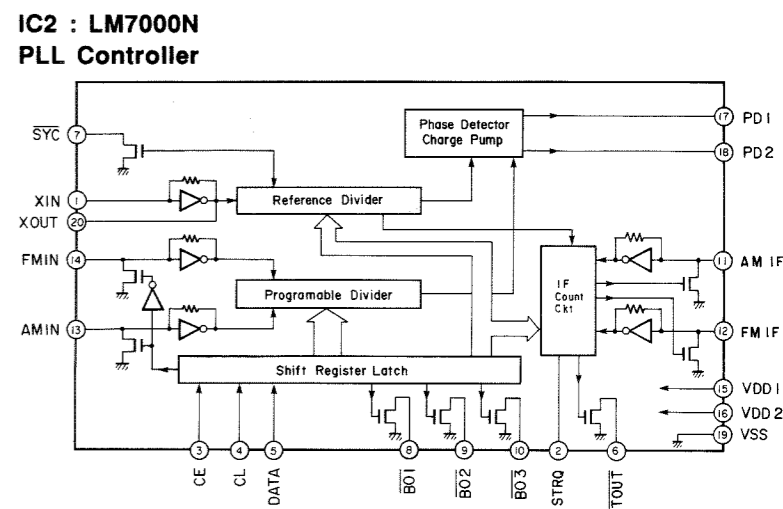 IC2 : LM7000N
PLL Controller
SYC 7
XIN 1
XOUT 20
FMIN 14
AMIN 13
Phase Detector
Charge Pump
Reference Divider
Programable Divider
Shift Register Latch
IF
Count
Ckt
17 PD1
18 PD2
11 AM IF
12 FM IF
15 VDD1
16 VDD2
19 VSS
3 4 5 8 9 10 2 6
CE CL DATA BO1 BO2 BO3 STRQ TOUT